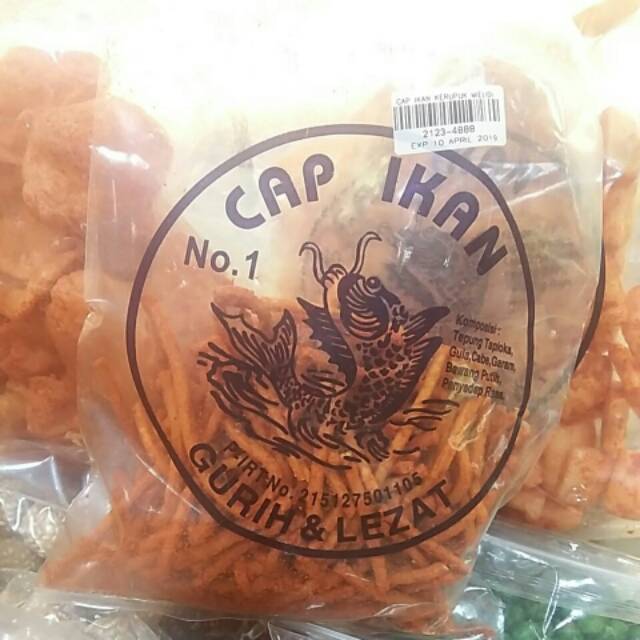 CAP IKAN KERUPUK WELIDI
2123-4888
EXP 10 APRIL 2019
CAP IKAN
No.1
Komposisi :
Tepung Tapioka,
Gula, Cabe, Garam,
Bawang Putih,
Penyedap Rasa.
P.IRT No. 215127501105
GURIH & LEZAT